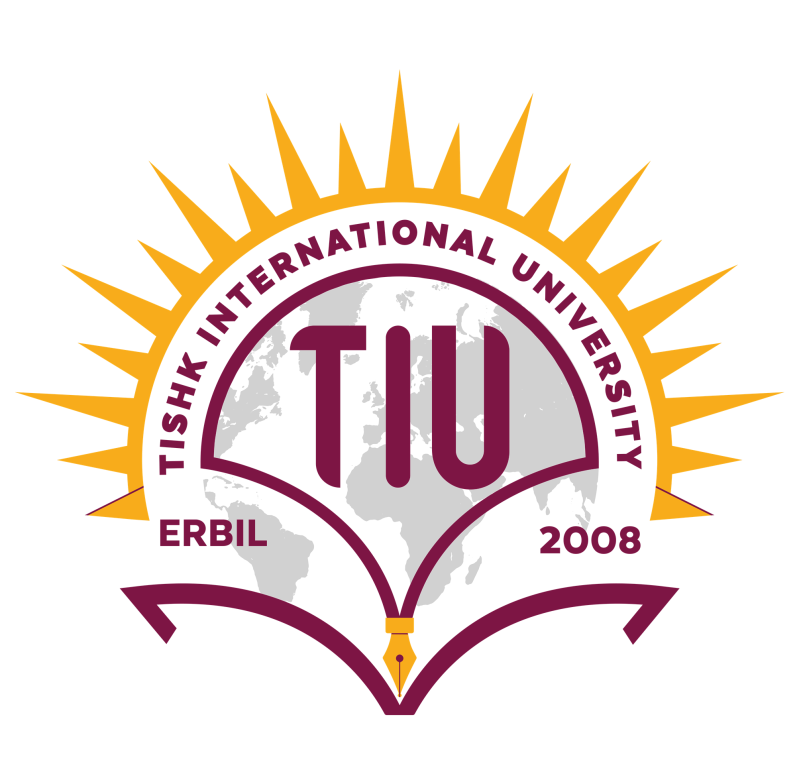 TISHK INTERNATIONAL UNIVERSITY
TIU
ERBIL
2008